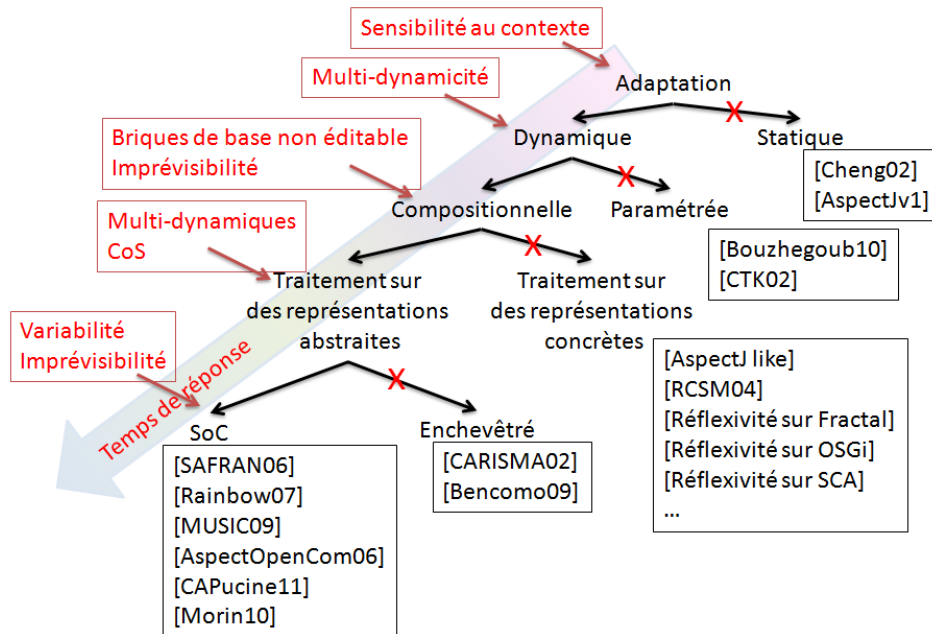 Sensibilité au contexte
Multi-dynamicité
Adaptation
X
Briques de base non éditable
Imprévisibilité
Dynamique
Statique
[Cheng02]
[AspectJv1]
X
Multi-dynamiques
CoS
Compositionnelle
Paramétrée
[Bouzhegoub10]
[CTK02]
X
Traitement sur
des représentations
abstraites
Traitement sur
des représentations
concrètes
Variabilité
Imprévisibilité
Temps de réponse
[AspectJ like]
[RCSM04]
[Réflexivité sur Fractal]
[Réflexivité sur OSGi]
[Réflexivité sur SCA]
...
X
SoC
Enchevêtré
[SAFRAN06]
[Rainbow07]
[MUSIC09]
[AspectOpenCom06]
[CAPucine11]
[Morin10]
[CARISMA02]
[Bencomo09]